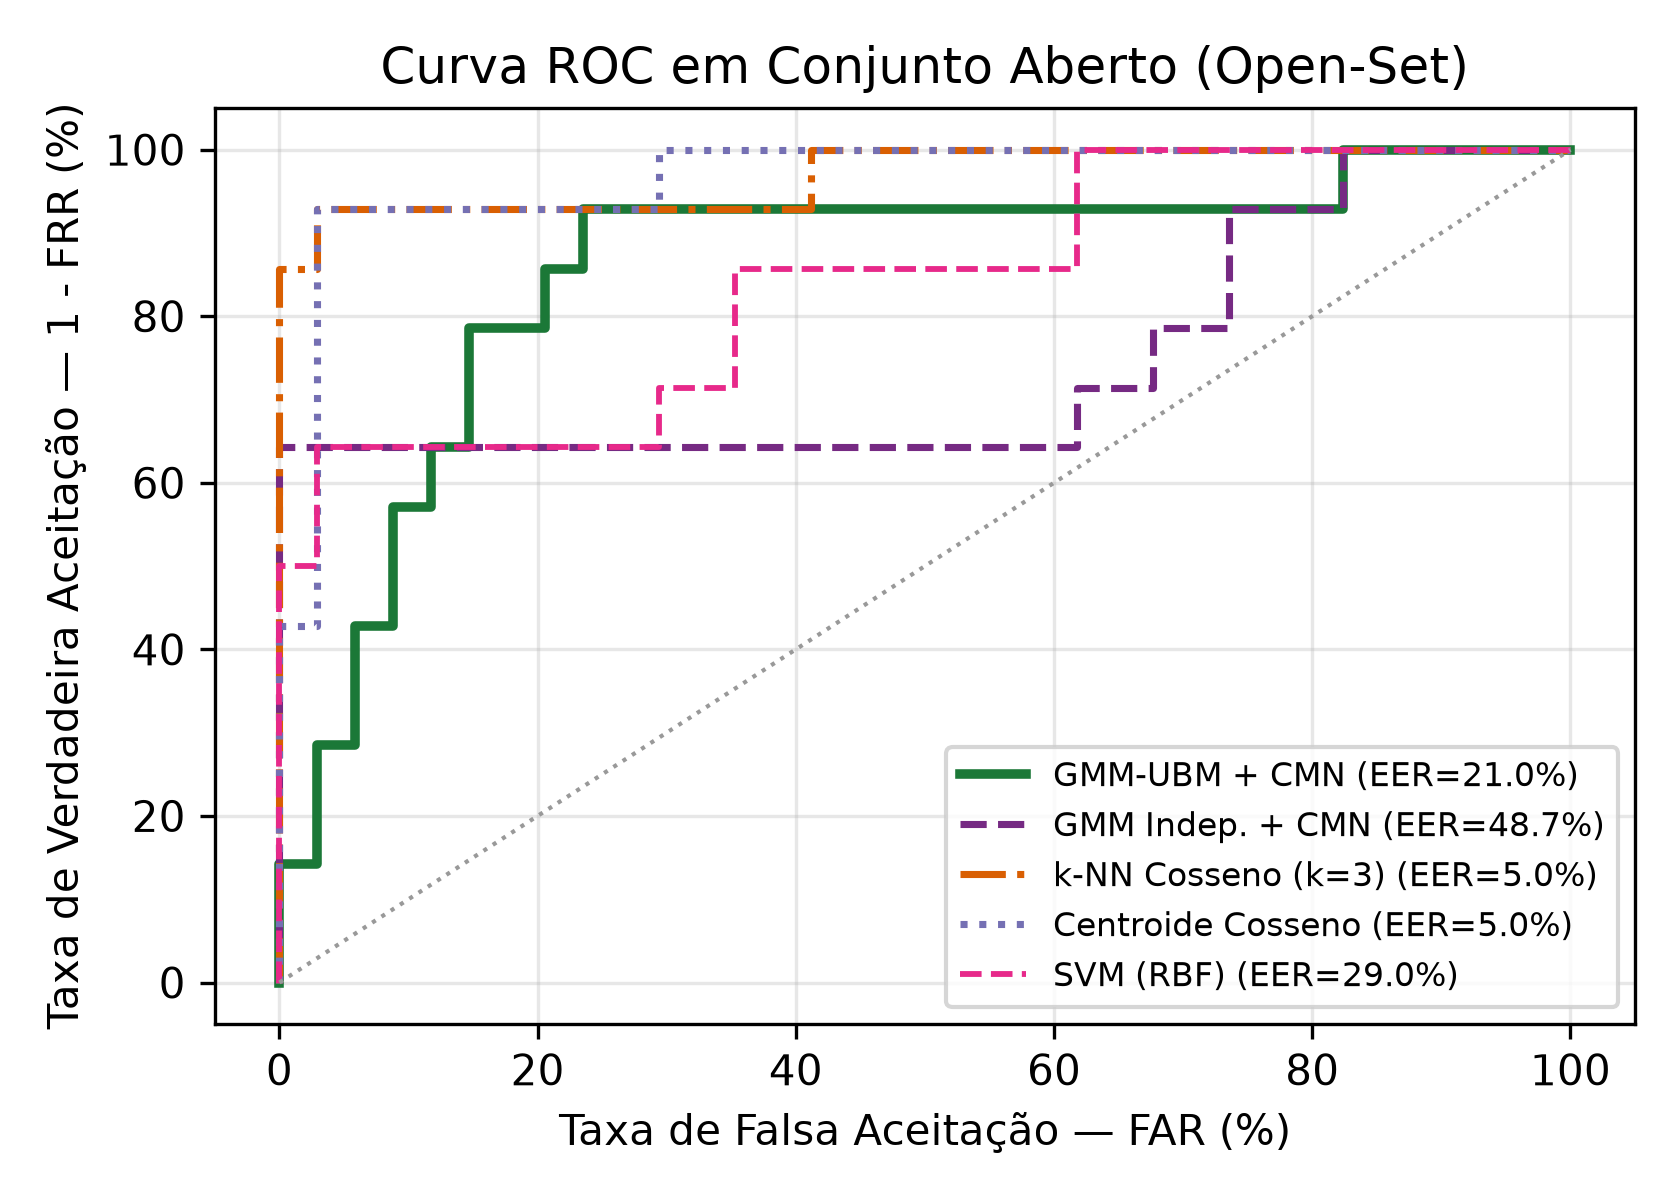 Curva ROC em Conjunto Aberto (Open-Set)
Taxa de Verdadeira Aceitação — 1 - FRR (%)
100
80
60
40
20
0
GMM-UBM + CMN (EER=21.0%)
GMM Indep. + CMN (EER=48.7%)
k-NN Cosseno (k=3) (EER=5.0%)
Centroide Cosseno (EER=5.0%)
SVM (RBF) (EER=29.0%)
0 20 40 60 80 100
Taxa de Falsa Aceitação — FAR (%)